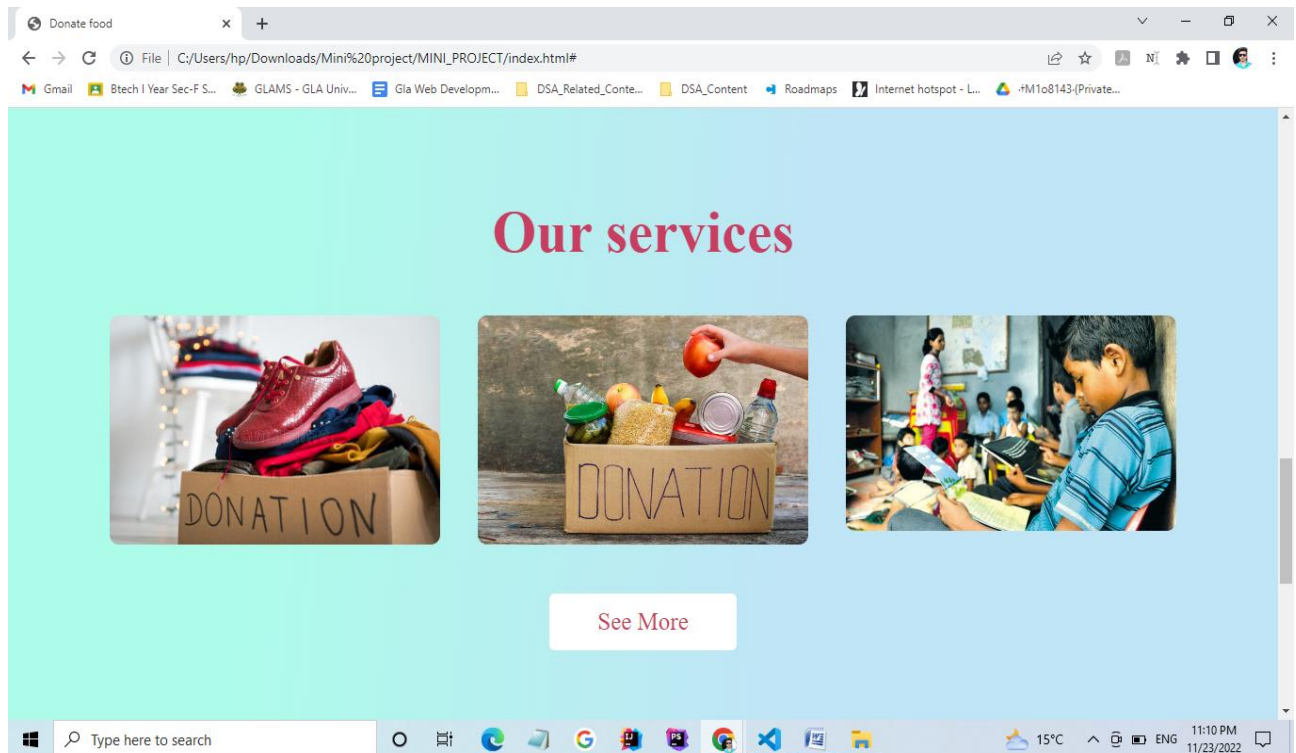 Donate food
File | C:/Users/hp/Downloads/Mini%20project/MINI_PROJECT/index.html#
Gmail Btech I Year Sec-F S... GLAMS - GLA Univ... Gla Web Developm... DSA_Related_Conte... DSA_Content Roadmaps Internet hotspot - L... (Private...
Our services
DONATION DONATION
See More
Type here to search 15°C ENG 11:10 PM
11/23/2022